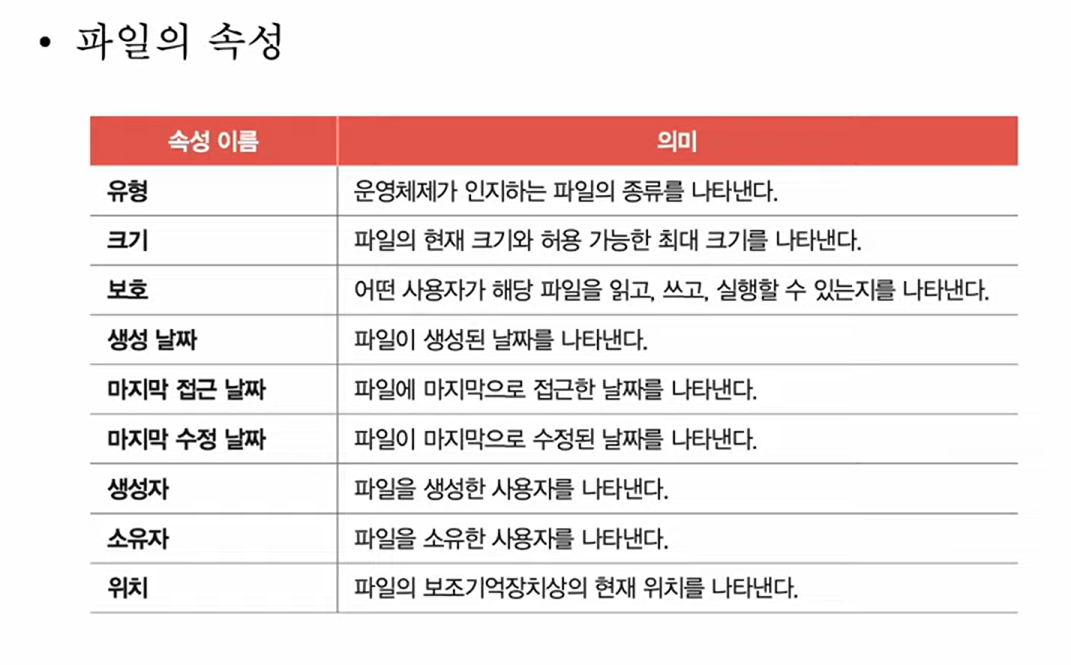 • 파일의 속성
속성 이름 의미
유형 운영체제가 인지하는 파일의 종류를 나타낸다.
크기 파일의 현재 크기와 허용 가능한 최대 크기를 나타낸다.
보호 어떤 사용자가 해당 파일을 읽고, 쓰고, 실행할 수 있는지를 나타낸다.
생성 날짜 파일이 생성된 날짜를 나타낸다.
마지막 접근 날짜 파일에 마지막으로 접근한 날짜를 나타낸다.
마지막 수정 날짜 파일이 마지막으로 수정된 날짜를 나타낸다.
생성자 파일을 생성한 사용자를 나타낸다.
소유자 파일을 소유한 사용자를 나타낸다.
위치 파일의 보조기억장치상의 현재 위치를 나타낸다.